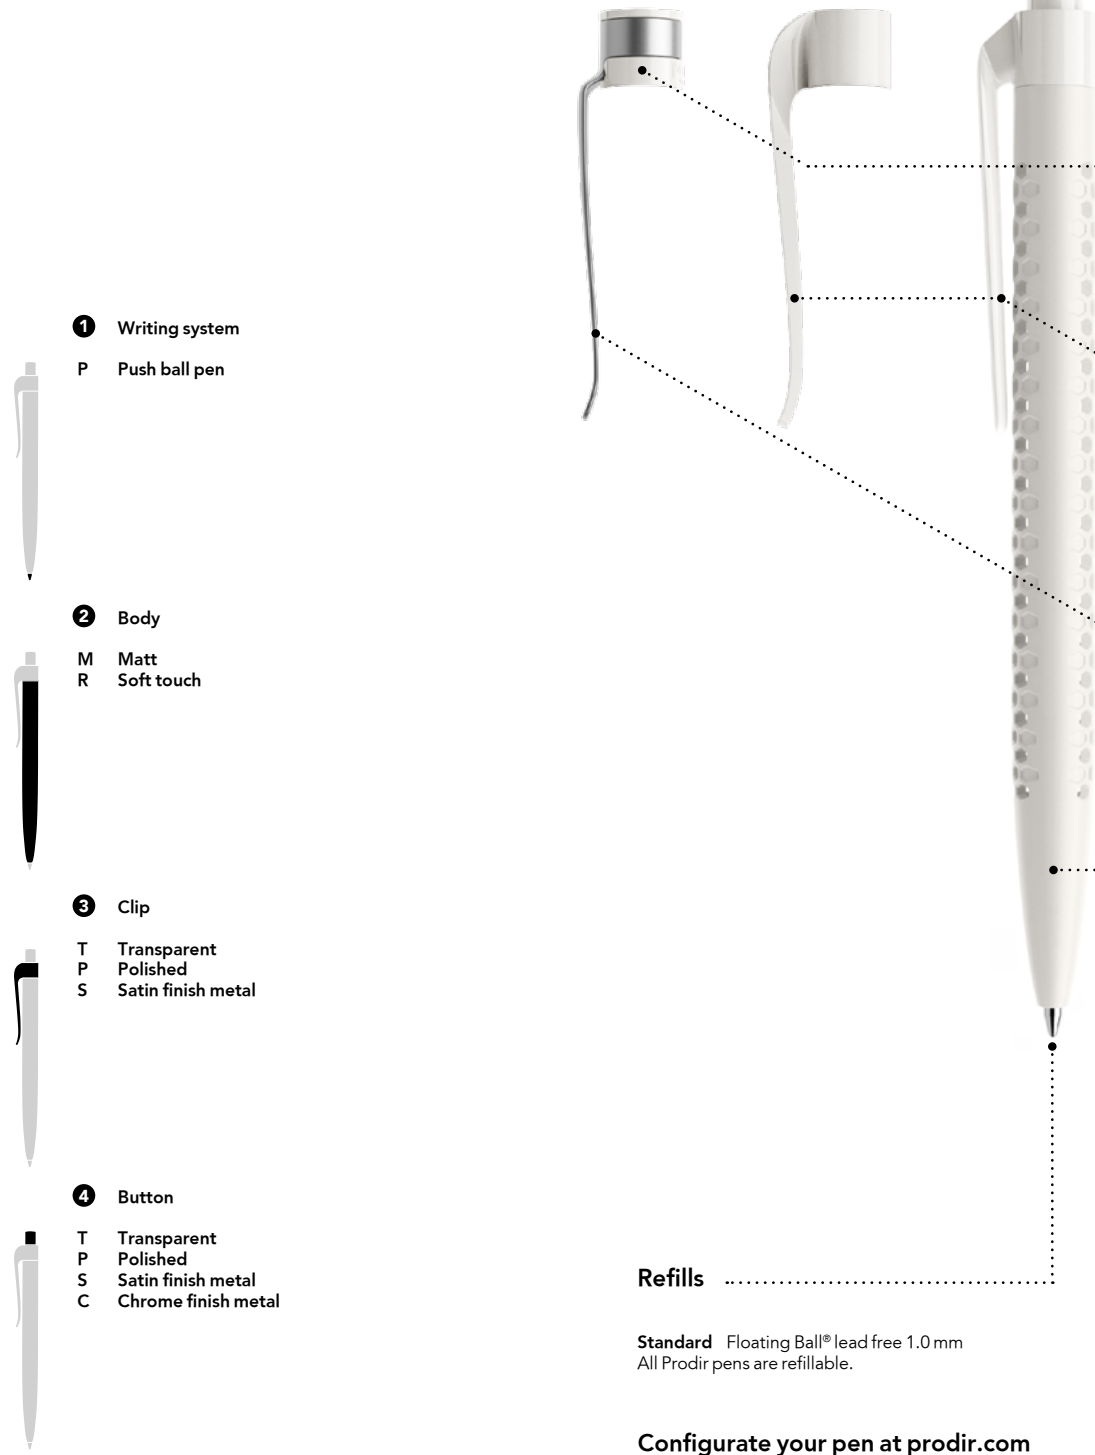 1 Writing system
P Push ball pen
2 Body
M Matt
R Soft touch
3 Clip
T Transparent
P Polished
S Satin finish metal
4 Button
T Transparent
P Polished
S Satin finish metal
C Chrome finish metal
Refills
Standard Floating Ball® lead free 1.0 mm
All Prodir pens are refillable.
Configurate your pen at prodir.com